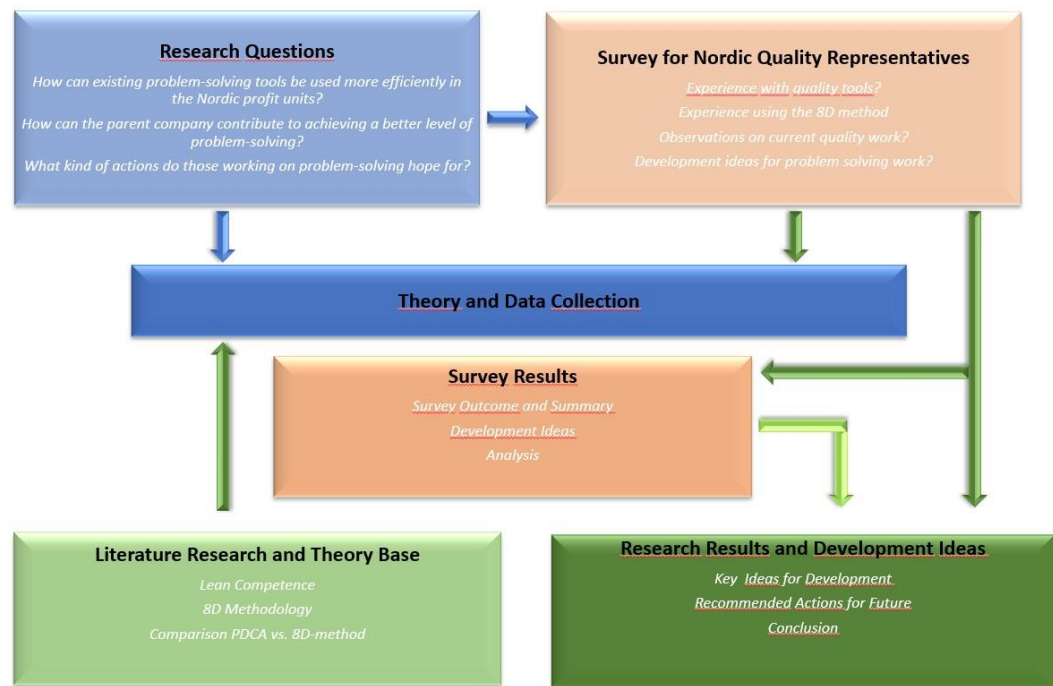 Research Questions
How can existing problem-solving tools be used more efficiently in
the Nordic profit units?
How can the parent company contribute to achieving a better level of
problem-solving?
What kind of actions do those working on problem-solving hope for?
Survey for Nordic Quality Representatives
Experience with quality tools?
Experience using the 8D method
Observations on current quality work?
Development ideas for problem solving work?
Theory and Data Collection
Survey Results
Survey Outcome and Summary
Development Ideas
Analysis
Literature Research and Theory Base
Lean Competence
8D Methodology
Comparison PDCA vs. 8D-method
Research Results and Development Ideas
Key Ideas for Development
Recommended Actions for Future
Conclusion